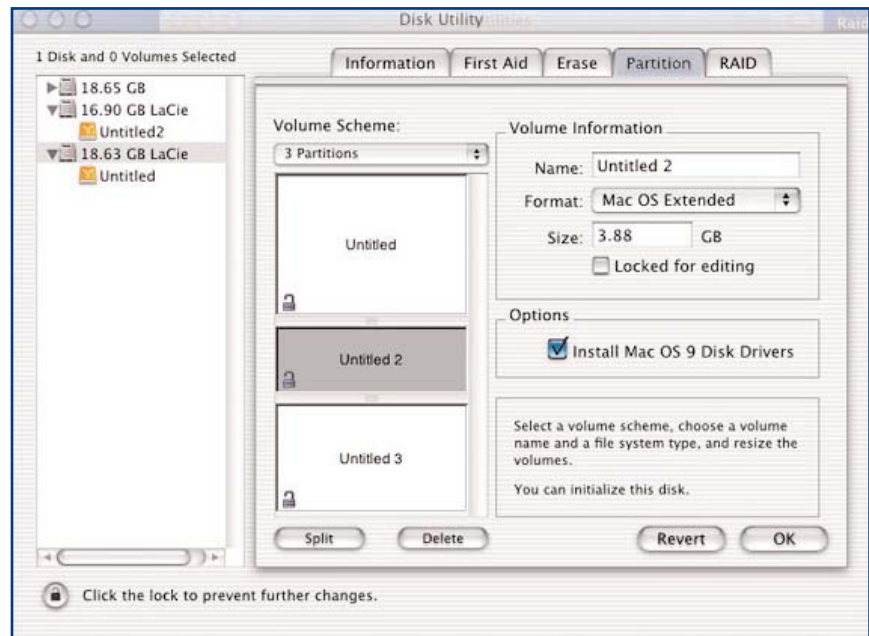 Disk Utility
Raid
1 Disk and 0 Volumes Selected
18.65 GB
16.90 GB LaCie
Untitled2
18.63 GB LaCie
Untitled
Information
First Aid
Erase
Partition
RAID
Volume Scheme:
3 Partitions
Untitled
Untitled 2
Untitled 3
Split
Delete
Volume Information
Name: Untitled 2
Format: Mac OS Extended
Size: 3.88 GB
Locked for editing
Options
Install Mac OS 9 Disk Drivers
Select a volume scheme, choose a volume
name and a file system type, and resize the
volumes.
You can initialize this disk.
Revert
OK
Click the lock to prevent further changes.